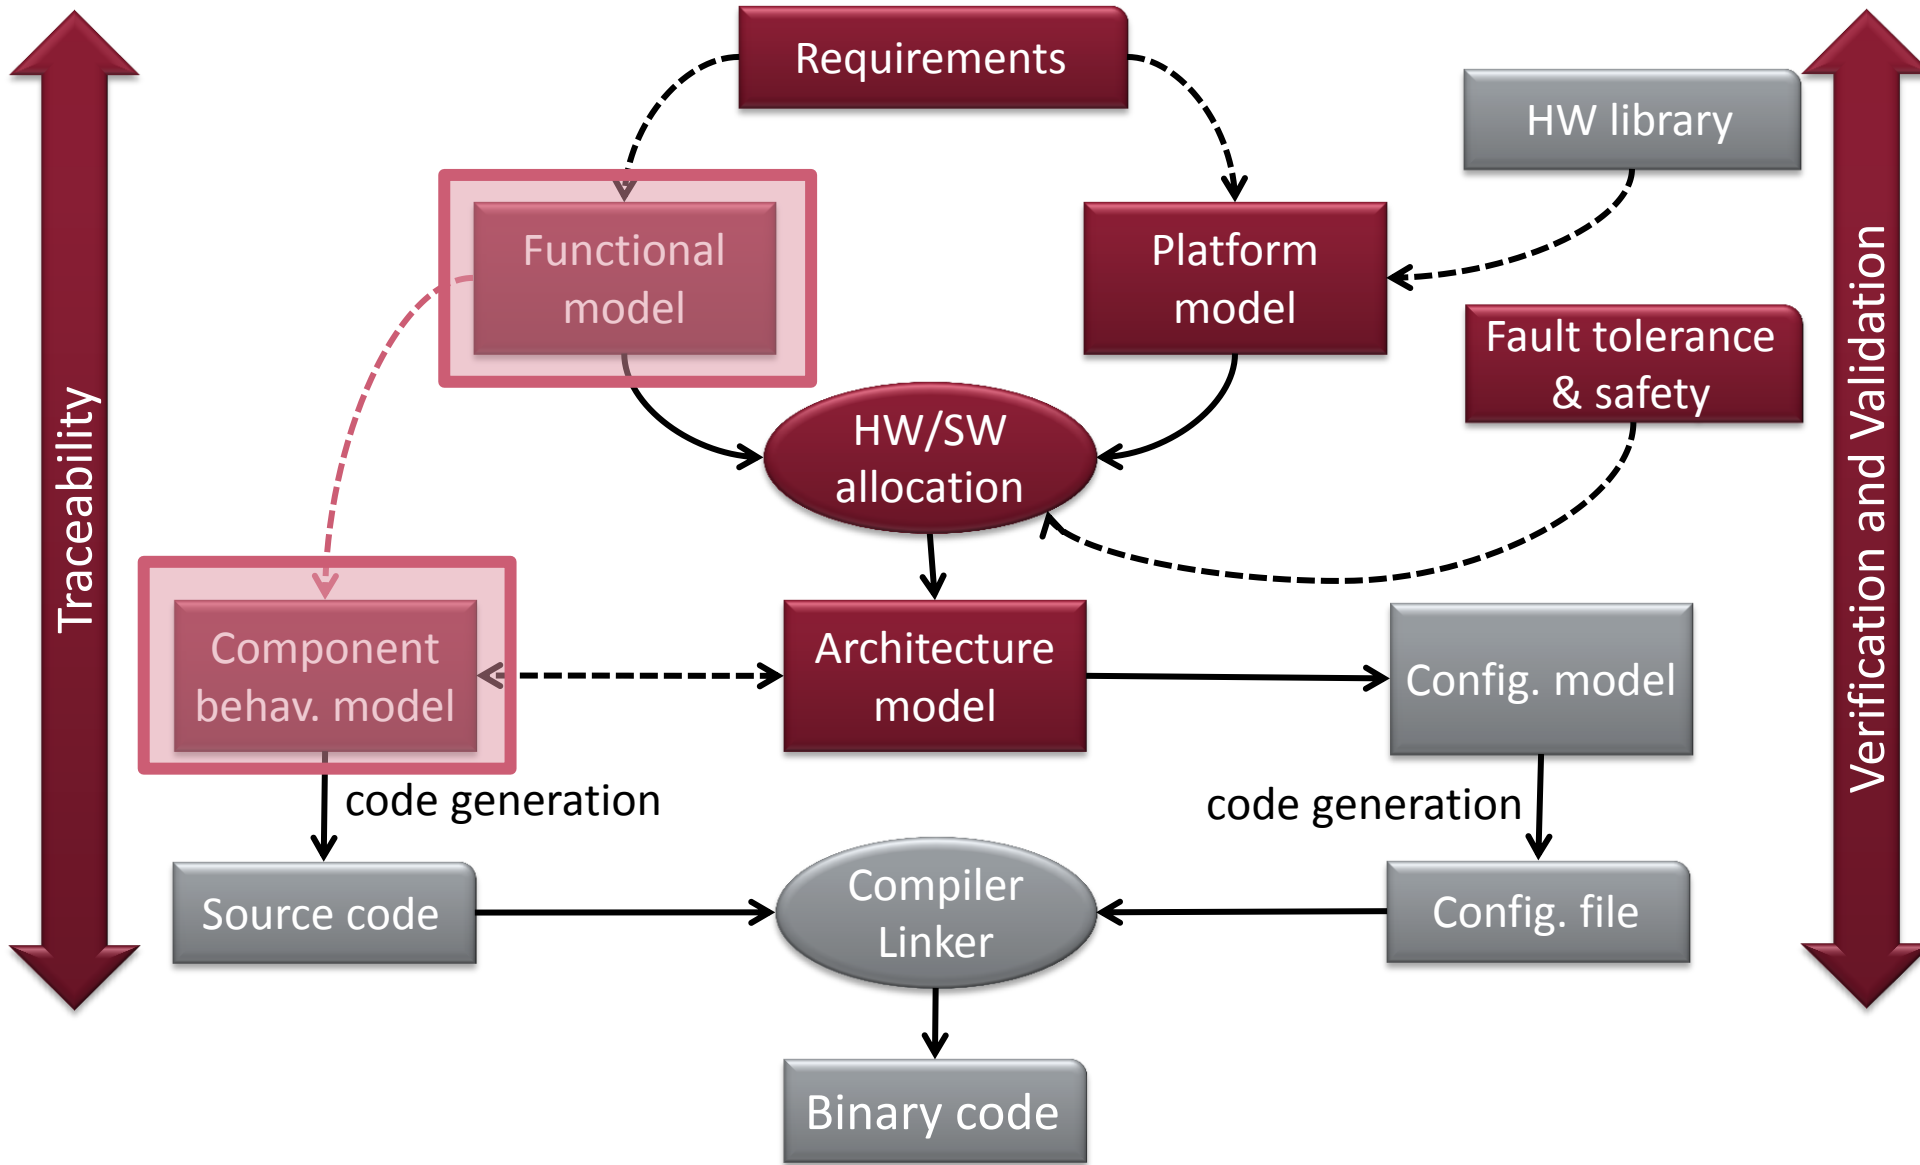 Requirements
HW library
Functional
model
Platform
model
Fault tolerance
& safety
HW/SW
allocation
Traceability
Verification and Validation
Component
behav. model
Architecture
model
Config. model
code generation
code generation
Source code
Compiler
Linker
Config. file
Binary code